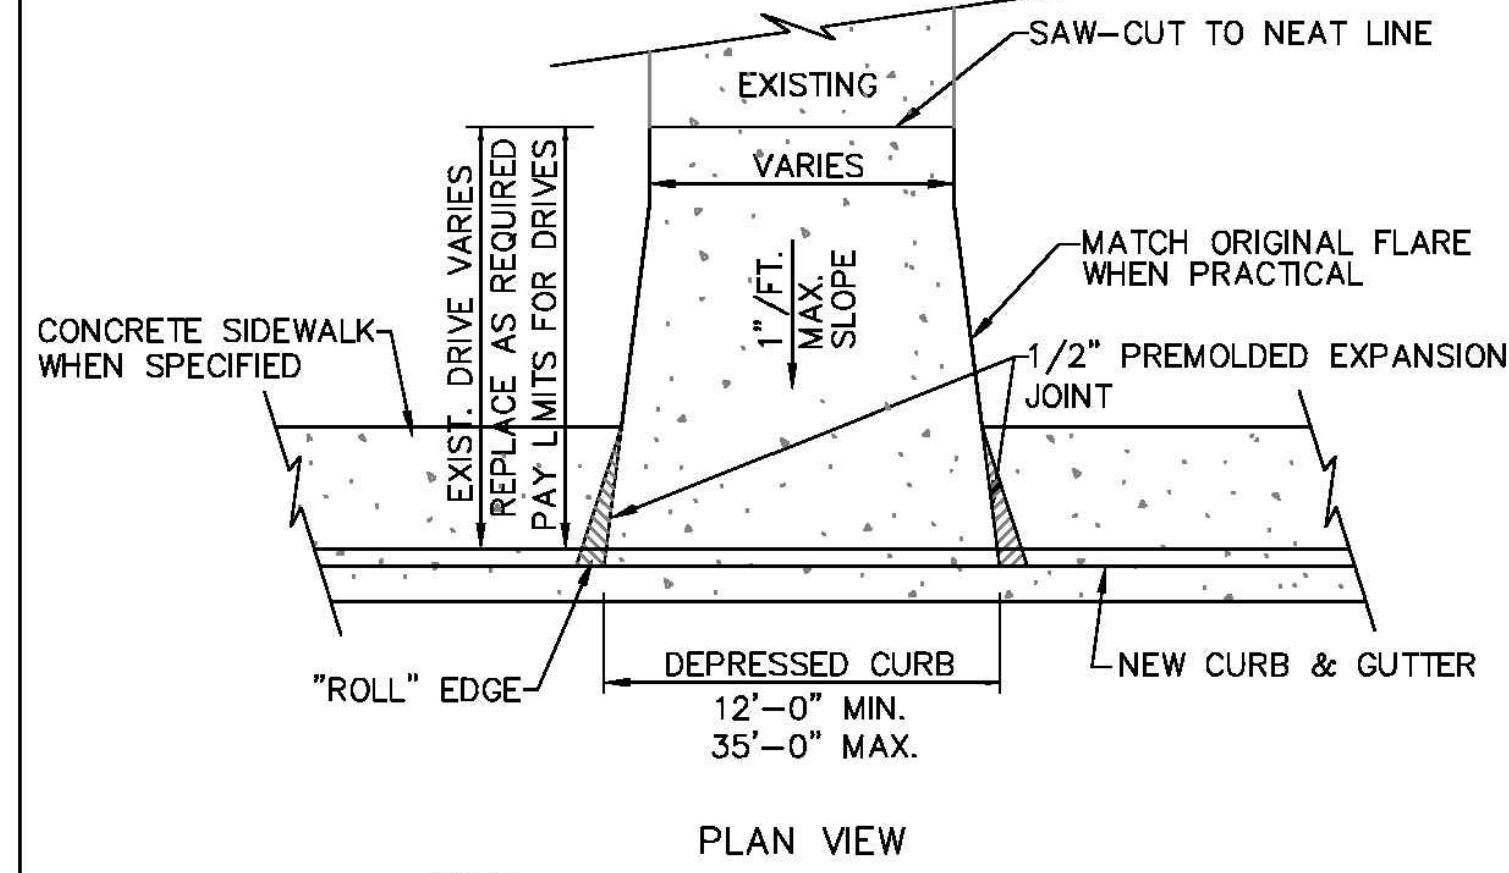 SAW-CUT TO NEAT LINE
EXISTING
VARIES
EXIST. DRIVE VARIES
REPLACE AS REQUIRED
PAY LIMITS FOR DRIVES
1"/FT.
MAX.
SLOPE
MATCH ORIGINAL FLARE
WHEN PRACTICAL
CONCRETE SIDEWALK
WHEN SPECIFIED
1/2" PREMOLDED EXPANSION
JOINT
"ROLL" EDGE
DEPRESSED CURB
12'-0" MIN.
35'-0" MAX.
NEW CURB & GUTTER
PLAN VIEW